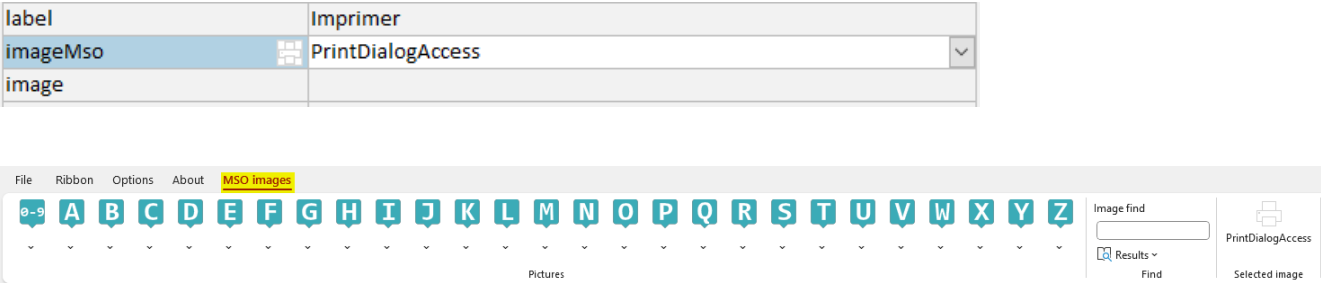 label Imprimer
imageMso PrintDialogAccess
image
File Ribbon Options About MSO images
0-9 A B C D E F G H I J K L M N O P Q R S T U V W X Y Z
Image find
PrintDialogAccess
Results
Pictures Find Selected image